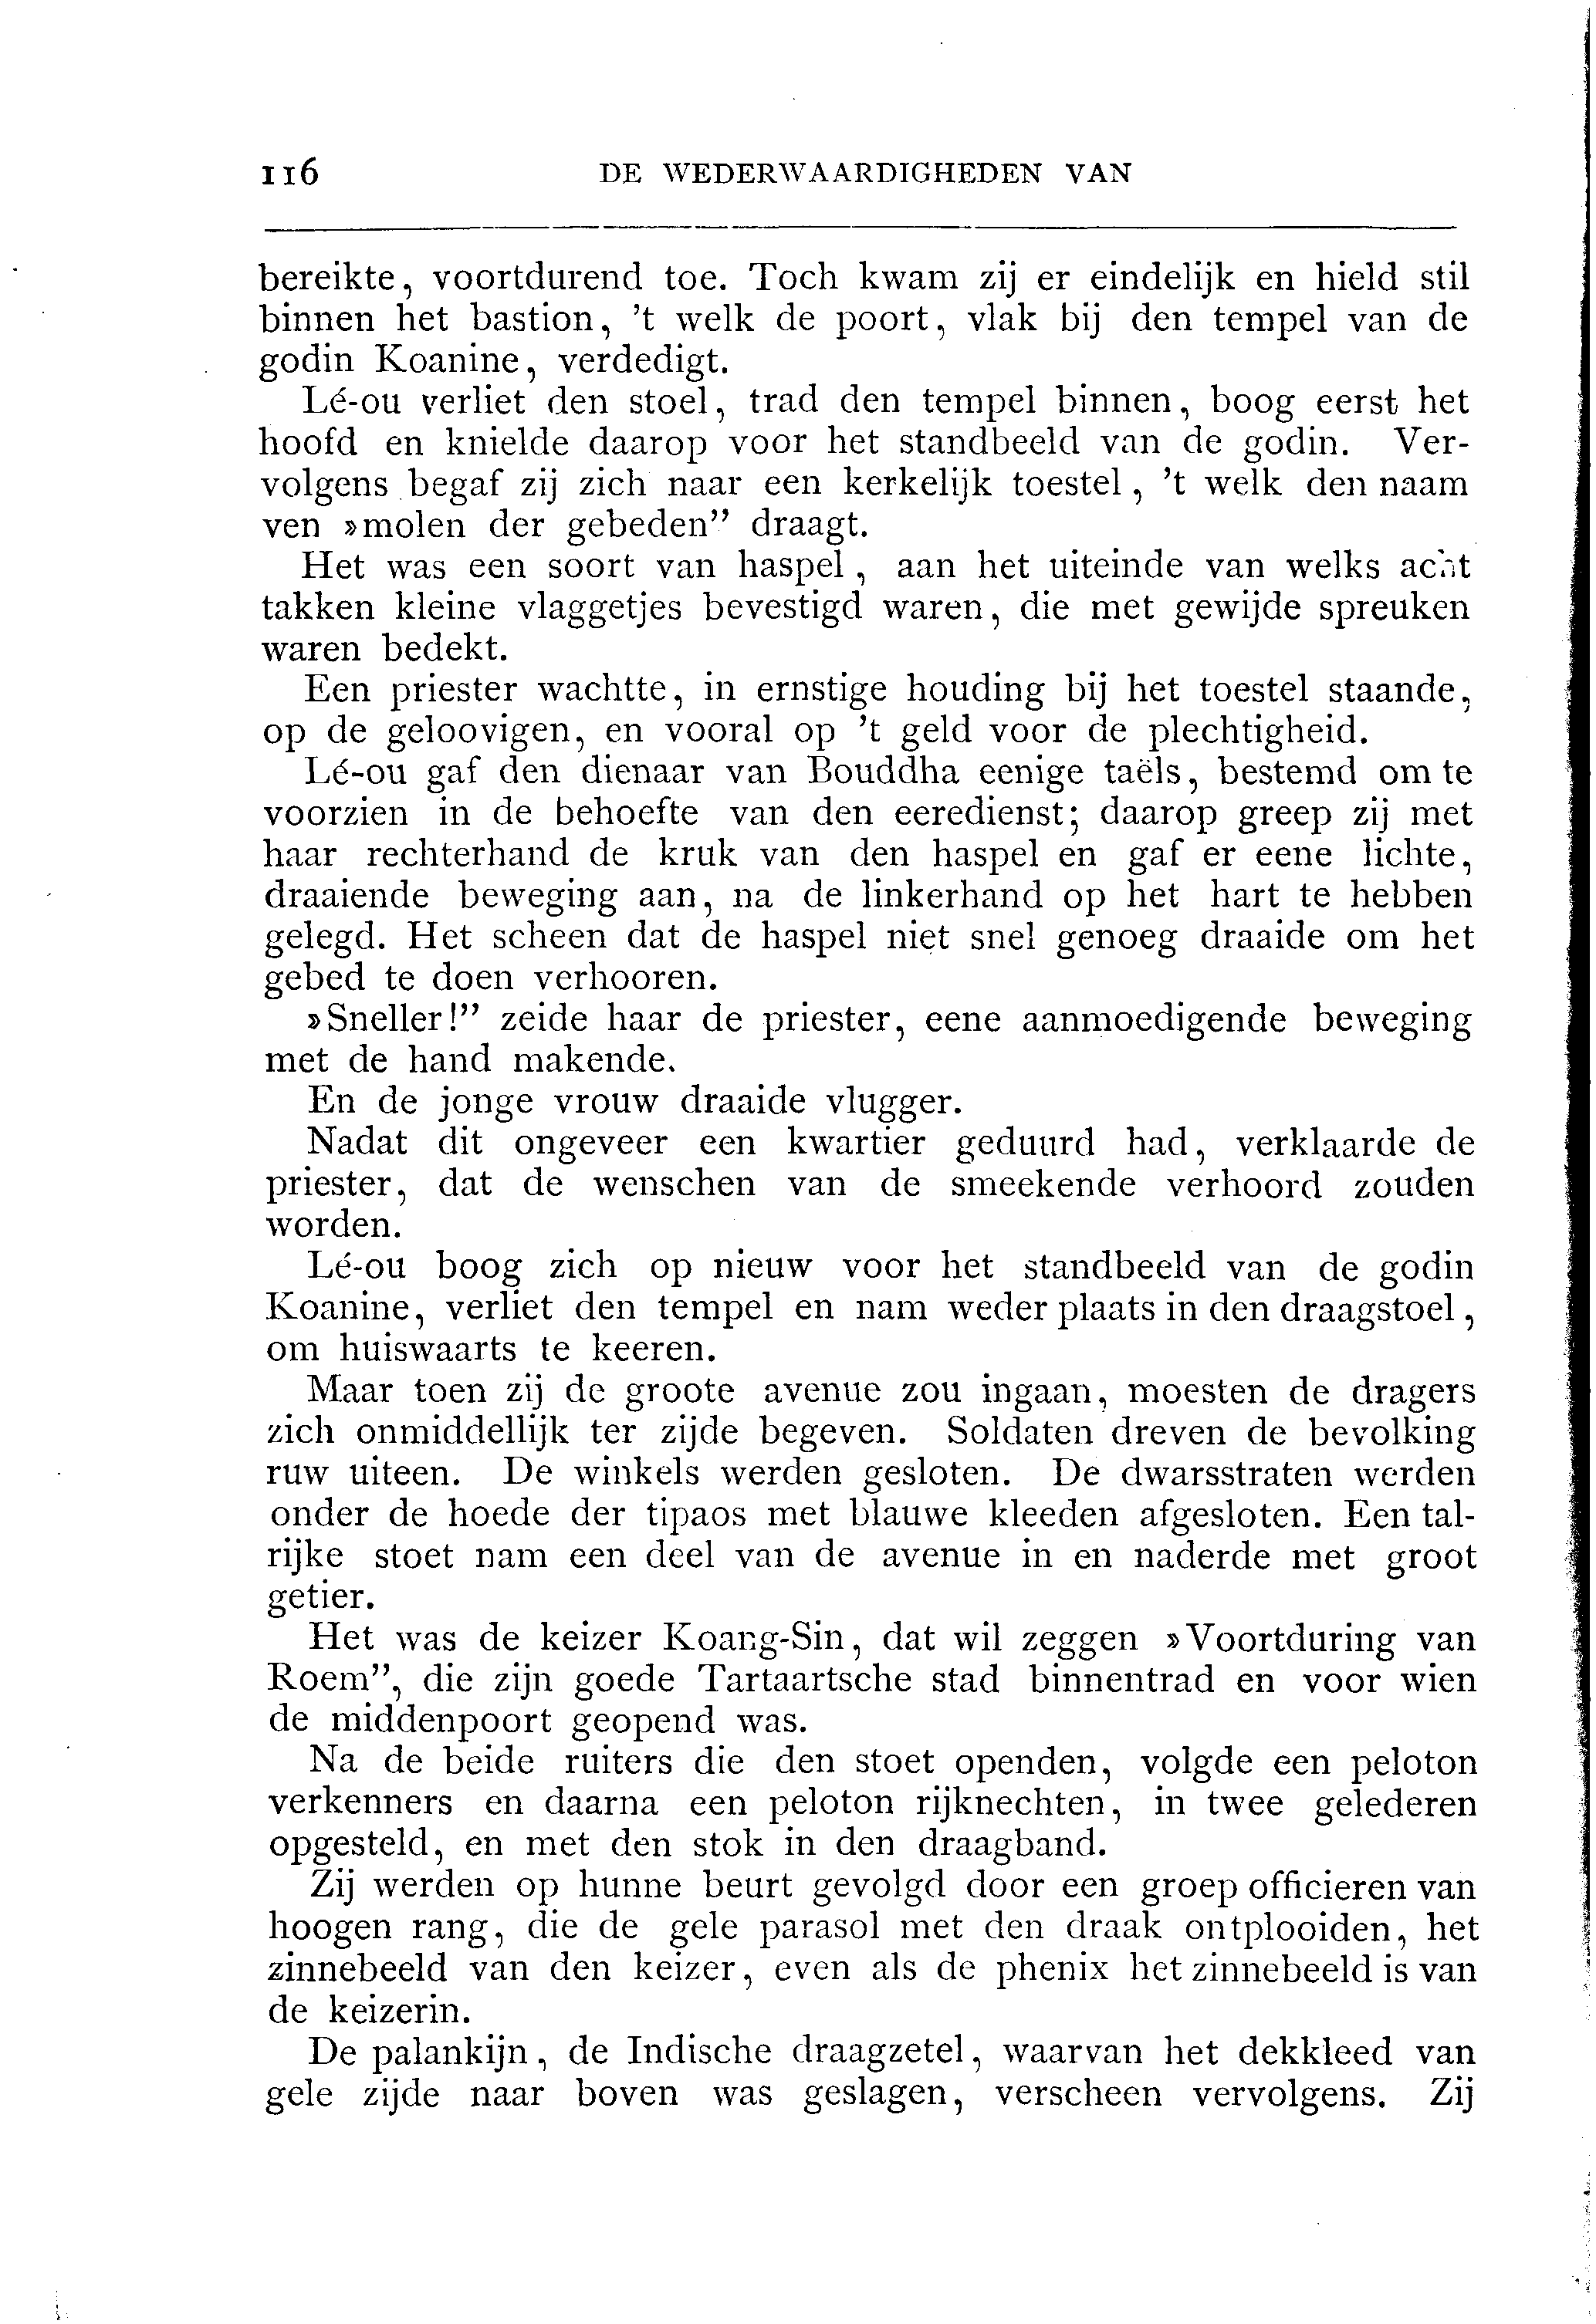 116 DE WEDERWAARDIGHEDEN VAN
bereikte, voortdurend toe. Toch kwam zij er eindelijk en hield stil
binnen het bastion, 't welk de poort, vlak bij den tempel van de
godin Koanine, verdedigt.
Lé-ou verliet den stoel, trad den tempel binnen, boog eerst het
hoofd en knielde daarop voor het standbeeld van de godin. Ver-
volgens begaf zij zich naar een kerkelijk toestel, 't welk den naam
ven »molen der gebeden” draagt.
Het was een soort van haspel, aan het uiteinde van welks acht
takken kleine vlaggetjes bevestigd waren, die met gewijde spreuken
waren bedekt.
Een priester wachtte, in ernstige houding bij het toestel staande,
op de geloovigen, en vooral op 't geld voor de plechtigheid.
Lé-ou gaf den dienaar van Bouddha eenige taëls, bestemd om te
voorzien in de behoefte van den eeredienst; daarop greep zij met
haar rechterhand de kruk van den haspel en gaf er eene lichte,
draaiende beweging aan, na de linkerhand op het hart te hebben
gelegd. Het scheen dat de haspel niet snel genoeg draaide om het
gebed te doen verhooren.
»Sneller!” zeide haar de priester, eene aanmoedigende beweging
met de hand makende.
En de jonge vrouw draaide vlugger.
Nadat dit ongeveer een kwartier geduurd had, verklaarde de
priester, dat de wenschen van de smeekende verhoord zouden
worden.
Lé-ou boog zich op nieuw voor het standbeeld van de godin
Koanine, verliet den tempel en nam weder plaats in den draagstoel,
om huiswaarts te keeren.
Maar toen zij de groote avenue zou ingaan, moesten de dragers
zich onmiddellijk ter zijde begeven. Soldaten dreven de bevolking
ruw uiteen. De winkels werden gesloten. De dwarsstraten werden
onder de hoede der tipaos met blauwe kleeden afgesloten. Een tal-
rijke stoet nam een deel van de avenue in en naderde met groot
getier.
Het was de keizer Koang-Sin, dat wil zeggen »Voortduring van
Roem”, die zijn goede Tartaartsche stad binnentrad en voor wien
de middenpoort geopend was.
Na de beide ruiters die den stoet openden, volgde een peloton
verkenners en daarna een peloton rijknechten, in twee gelederen
opgesteld, en met den stok in den draagband.
Zij werden op hunne beurt gevolgd door een groep officieren van
hoogen rang, die de gele parasol met den draak ontplooiden, het
zinnebeeld van den keizer, even als de phenix het zinnebeeld is van
de keizerin.
De palankijn, de Indische draagzetel, waarvan het dekkleed van
gele zijde naar boven was geslagen, verscheen vervolgens. Zij